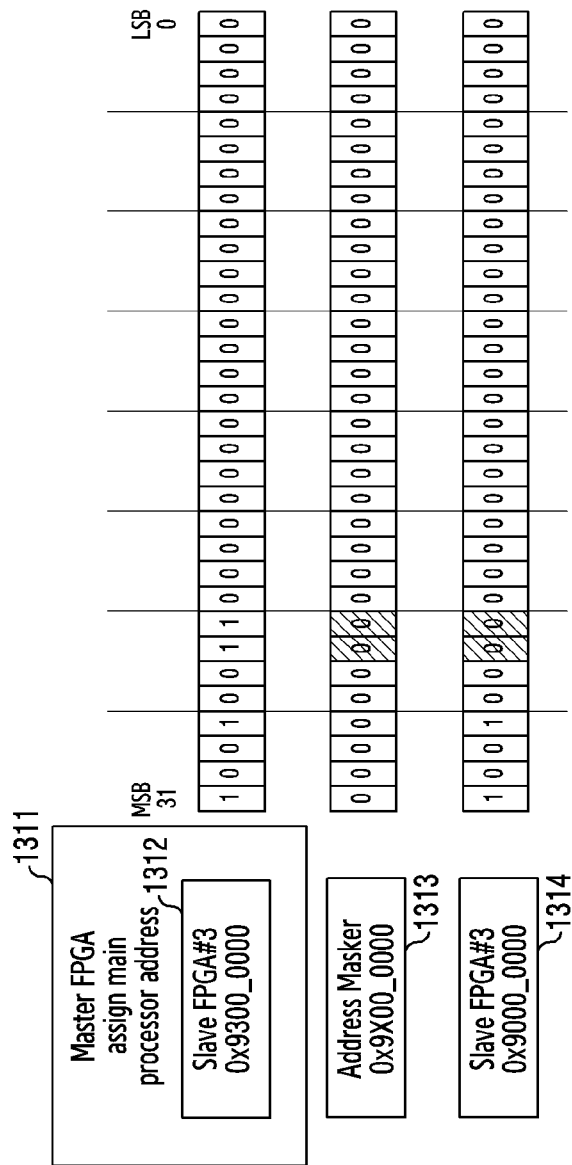 1311
Master FPGA
assign main
processor address
1312
Slave FPGA#3
0x9300_0000
MSB
31
LSB
0
1 0 0 1 0 0 1 1 0 0 0 0 0 0 0 0 0 0 0 0 0 0 0 0 0 0 0 0 0 0 0 0
Address Masker
0x9X00_0000
1313
0 0 0 0 0 0 0 0 0 0 0 0 0 0 0 0 0 0 0 0 0 0 0 0 0 0 0 0 0 0 0 0
Slave FPGA#3
0x9000_0000
1314
1 0 0 1 0 0 0 0 0 0 0 0 0 0 0 0 0 0 0 0 0 0 0 0 0 0 0 0 0 0 0 0